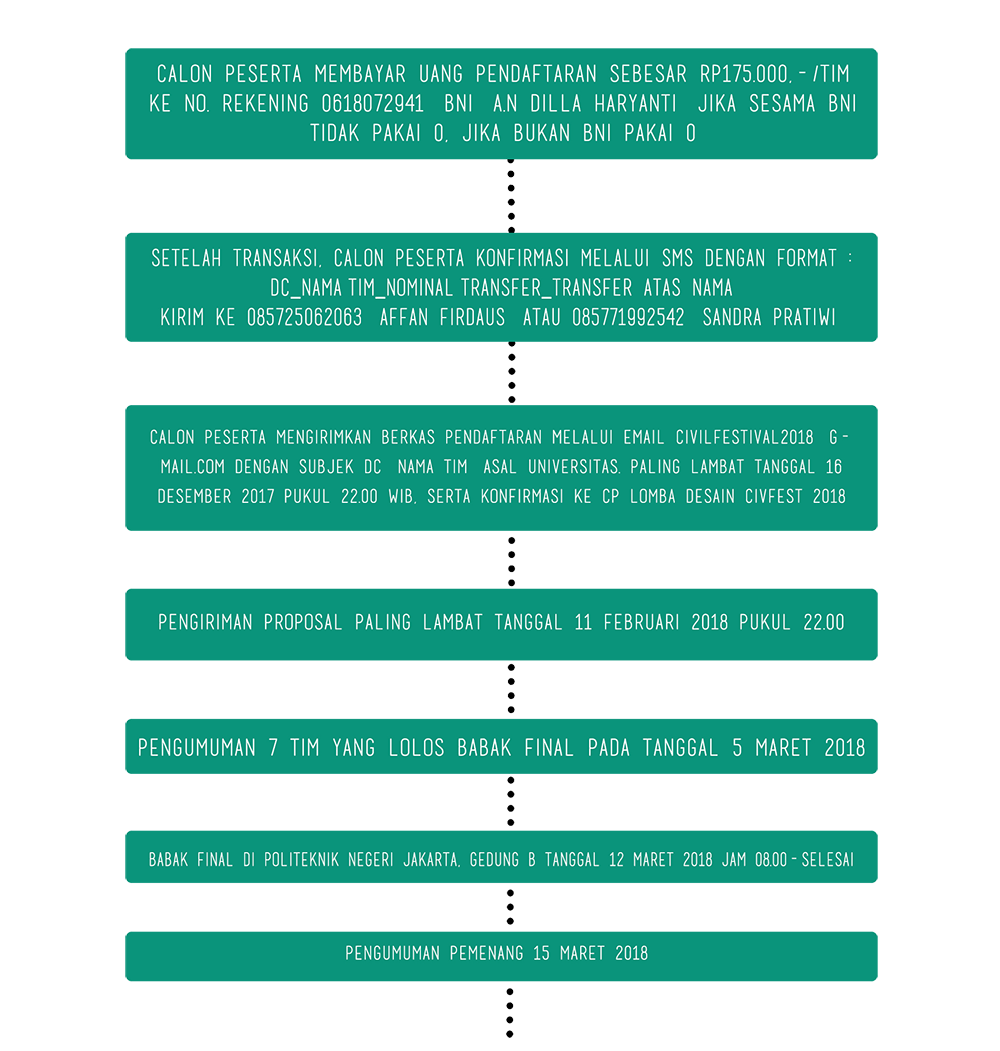 CALON PESERTA MEMBAYAR UANG PENDAFTARAN SEBESAR RP175.000,-/TIM
KE NO. REKENING 0618072941 BNI A.N DILLA HARYANTI JIKA SESAMA BNI
TIDAK PAKAI 0, JIKA BUKAN BNI PAKAI 0
SETELAH TRANSAKSI, CALON PESERTA KONFIRMASI MELALUI SMS DENGAN FORMAT :
DC_NAMA TIM_NOMINAL TRANSFER_TRANSFER ATAS NAMA
KIRIM KE 085725062063 AFFAN FIRDAUS ATAU 085771992542 SANDRA PRATIWI
CALON PESERTA MENGIRIMKAN BERKAS PENDAFTARAN MELALUI EMAIL CIVILFESTIVAL2018 G-
MAIL.COM DENGAN SUBJEK DC NAMA TIM ASAL UNIVERSITAS. PALING LAMBAT TANGGAL 16
DESEMBER 2017 PUKUL 22.00 WIB, SERTA KONFIRMASI KE CP LOMBA DESAIN CIVFEST 2018
PENGIRIMAN PROPOSAL PALING LAMBAT TANGGAL 11 FEBRUARI 2018 PUKUL 22.00
PENGUMUMAN 7 TIM YANG LOLOS BABAK FINAL PADA TANGGAL 5 MARET 2018
BABAK FINAL DI POLITEKNIK NEGERI JAKARTA, GEDUNG B TANGGAL 12 MARET 2018 JAM 08.00 - SELESAI
PENGUMUMAN PEMENANG 15 MARET 2018